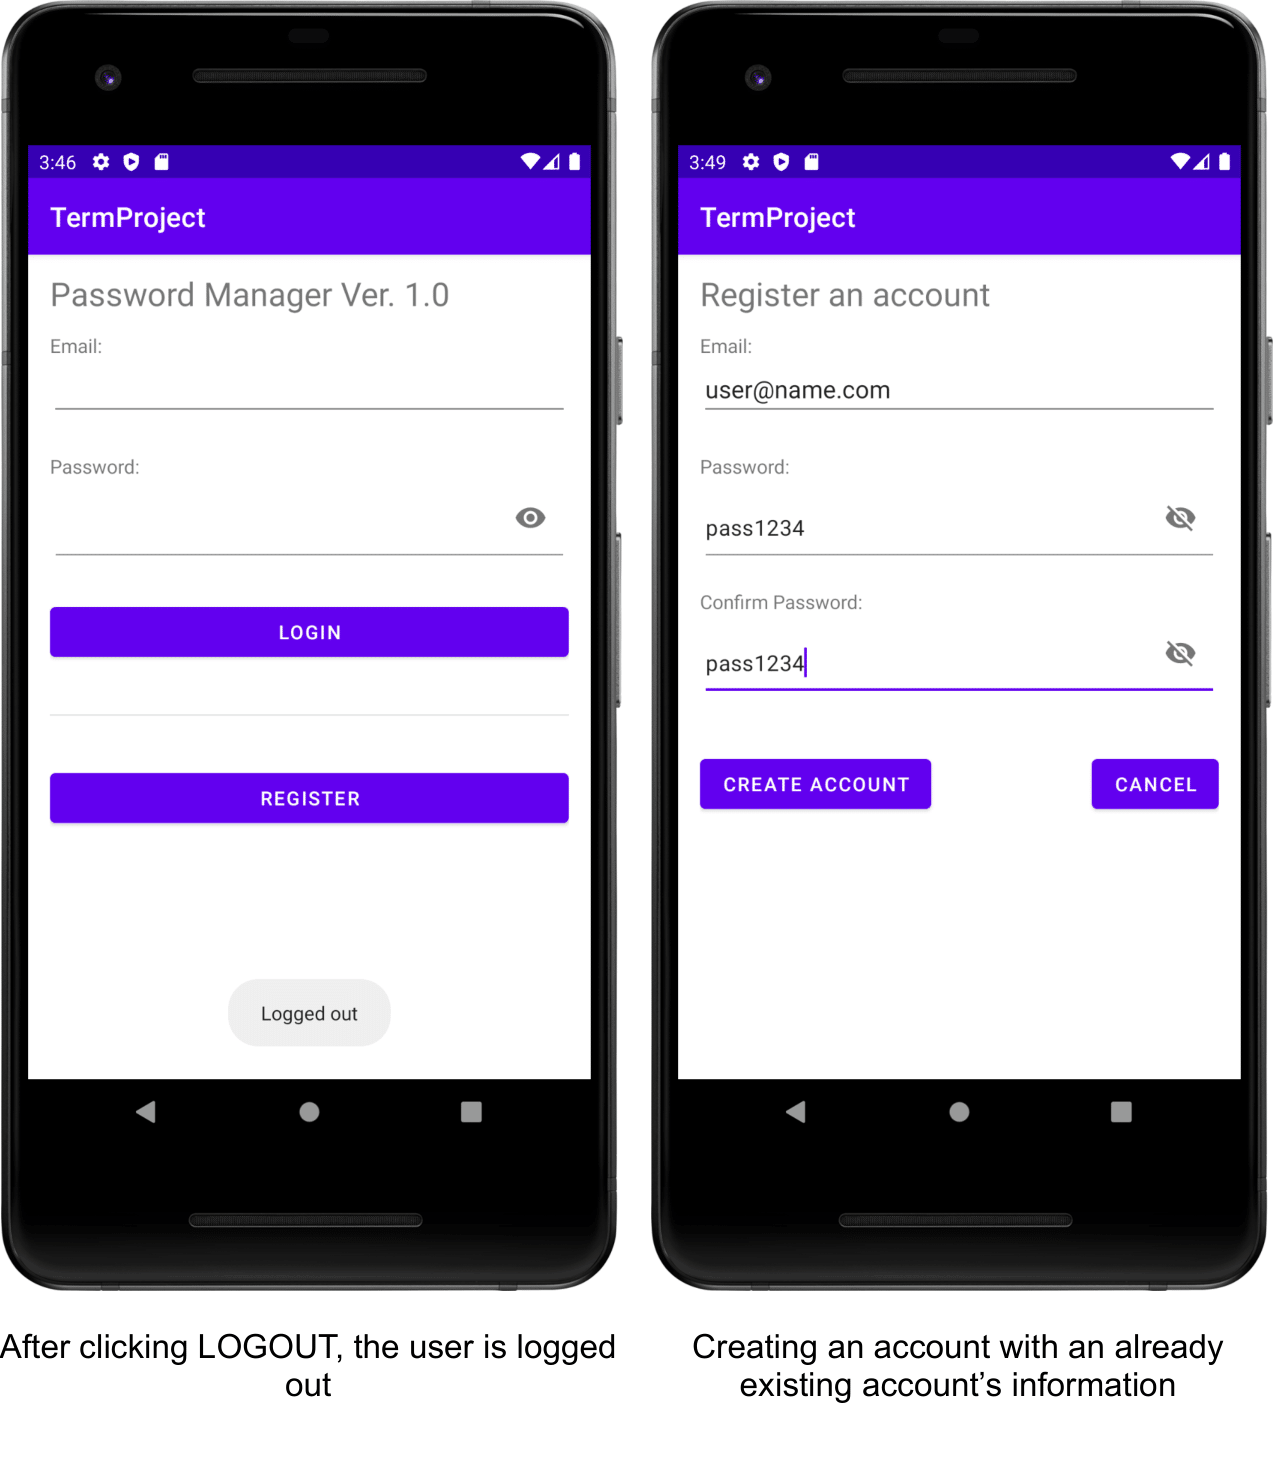 3:46
TermProject
Password Manager Ver. 1.0
Email:
Password:
LOGIN
REGISTER
Logged out
After clicking LOGOUT, the user is logged
out
3:49
TermProject
Register an account
Email:
user@name.com
Password:
pass1234
Confirm Password:
pass1234
CREATE ACCOUNT
CANCEL
Creating an account with an already
existing account’s information